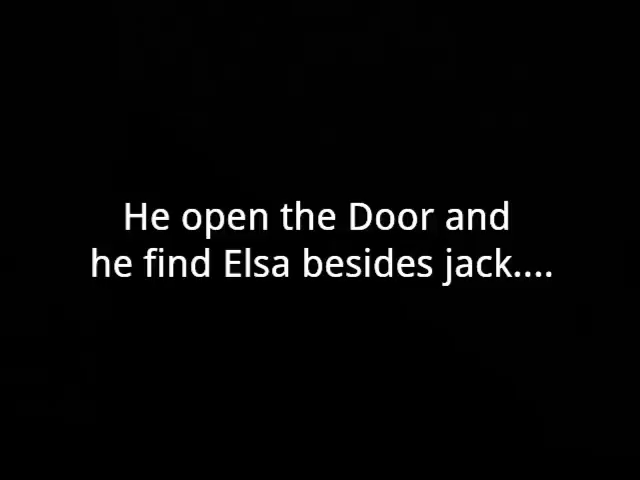 He open the Door and
he find Elsa besides jack....